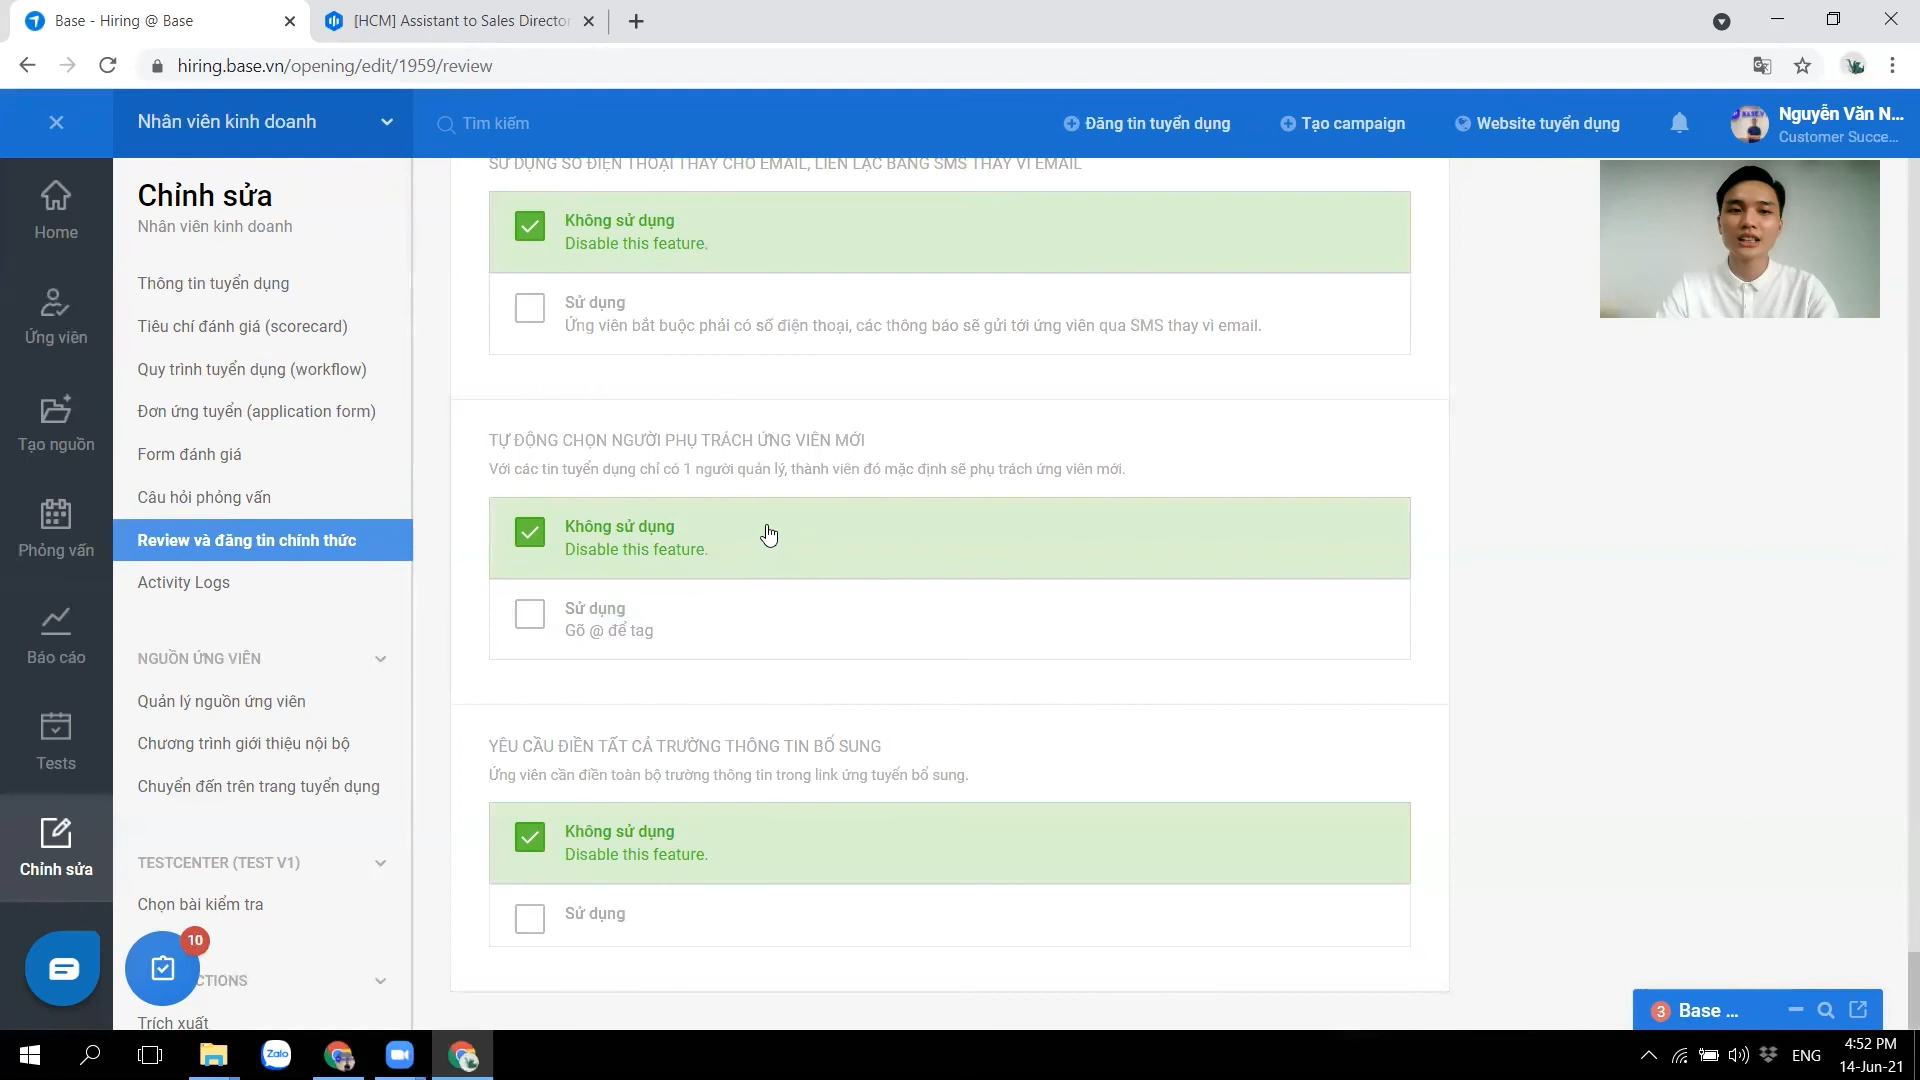 Base - Hiring @ Base
[HCM] Assistant to Sales Director
hiring.base.vn/opening/edit/1959/review
Nhân viên kinh doanh
Tìm kiếm
Đăng tin tuyển dụng
Tạo campaign
Website tuyển dụng
Nguyễn Văn N...
Customer Succe...
Home
Ứng viên
Tạo nguồn
Phỏng vấn
Báo cáo
Tests
Chỉnh sửa
Chỉnh sửa
Nhân viên kinh doanh
Thông tin tuyển dụng
Tiêu chí đánh giá (scorecard)
Quy trình tuyển dụng (workflow)
Đơn ứng tuyển (application form)
Form đánh giá
Câu hỏi phỏng vấn
Review và đăng tin chính thức
Activity Logs
NGUỒN ỨNG VIÊN
Quản lý nguồn ứng viên
Chương trình giới thiệu nội bộ
Chuyển đến trên trang tuyển dụng
TESTCENTER (TEST V1)
Chọn bài kiểm tra
10
CTIONS
Trích xuất
SỬ DỤNG SỐ ĐIỆN THOẠI THAY CHO EMAIL, LIÊN LẠC BẰNG SMS THAY VÌ EMAIL
Không sử dụng
Disable this feature.
Sử dụng
Ứng viên bắt buộc phải có số điện thoại, các thông báo sẽ gửi tới ứng viên qua SMS thay vì email.
TỰ ĐỘNG CHỌN NGƯỜI PHỤ TRÁCH ỨNG VIÊN MỚI
Với các tin tuyển dụng chỉ có 1 người quản lý, thành viên đó mặc định sẽ phụ trách ứng viên mới.
Không sử dụng
Disable this feature.
Sử dụng
Gõ @ để tag
YÊU CẦU ĐIỀN TẤT CẢ TRƯỜNG THÔNG TIN BỔ SUNG
Ứng viên cần điền toàn bộ trường thông tin trong link ứng tuyển bổ sung.
Không sử dụng
Disable this feature.
Sử dụng
3 Base ...
Zalo
ENG
4:52 PM
14-Jun-21